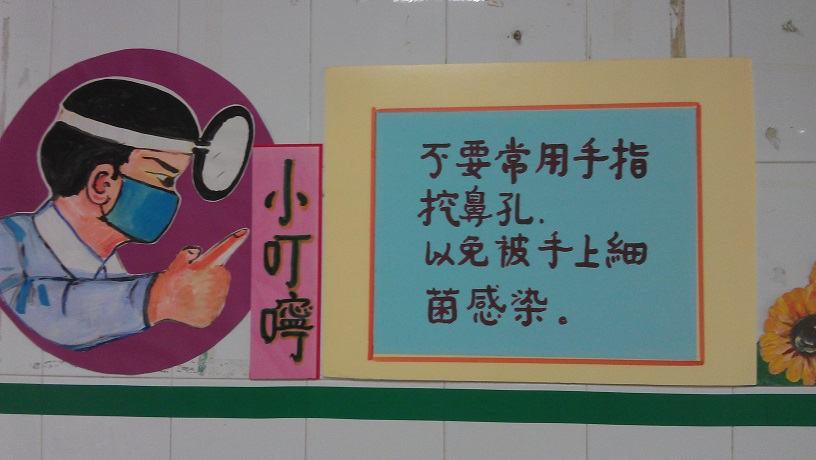 小叮嚀
不要常用手指
挖鼻孔.
以免被手上細
菌感染。